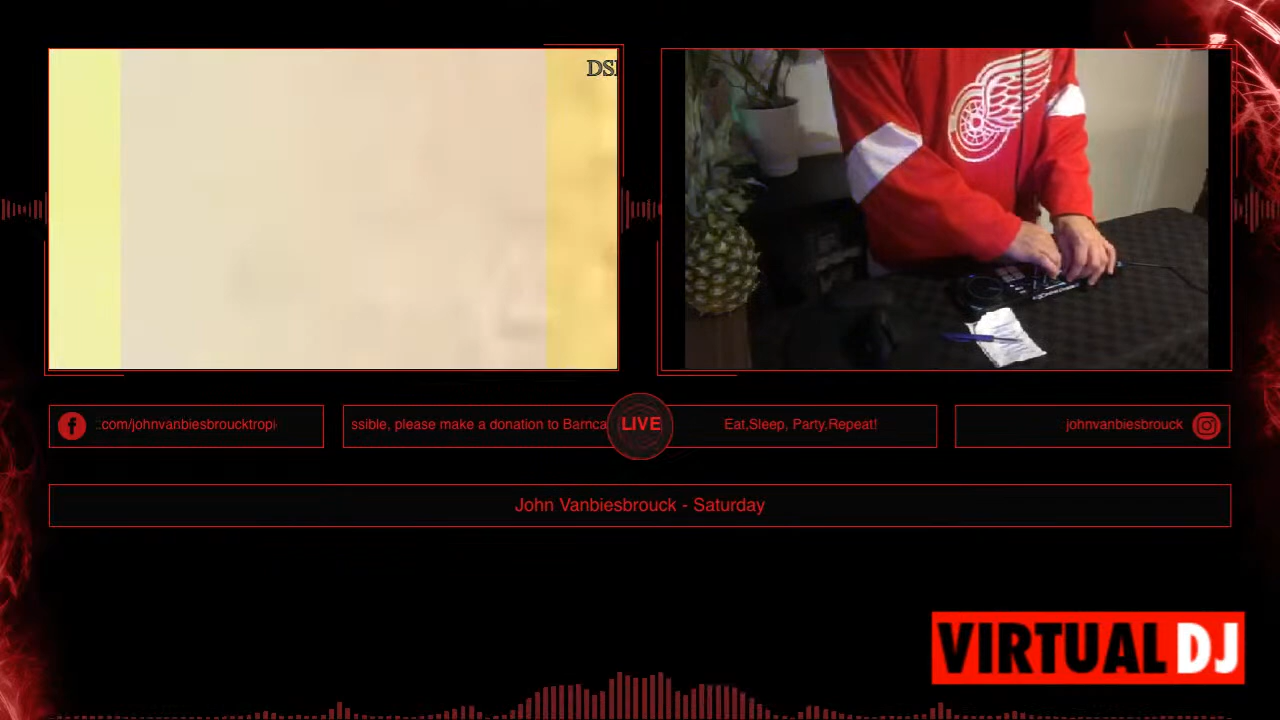 DS
..com/johnvanbiesbroucktropi
ssible, please make a donation to Barnca
LIVE
Eat,Sleep, Party,Repeat!
johnvanbiesbrouck
John Vanbiesbrouck - Saturday
VIRTUAL DJ